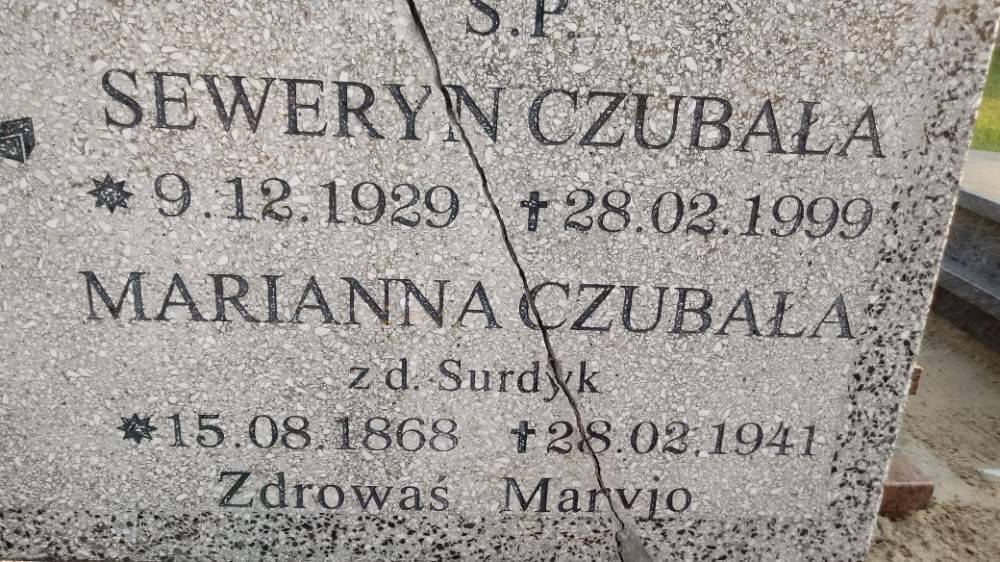 S.P.
SEWERYN CZUBAŁA
9.12.1929 28.02.1999
MARIANNA CZUBAŁA
z d. Surdyk
15.08.1868 28.02.1941
Zdrowaś Maryjo